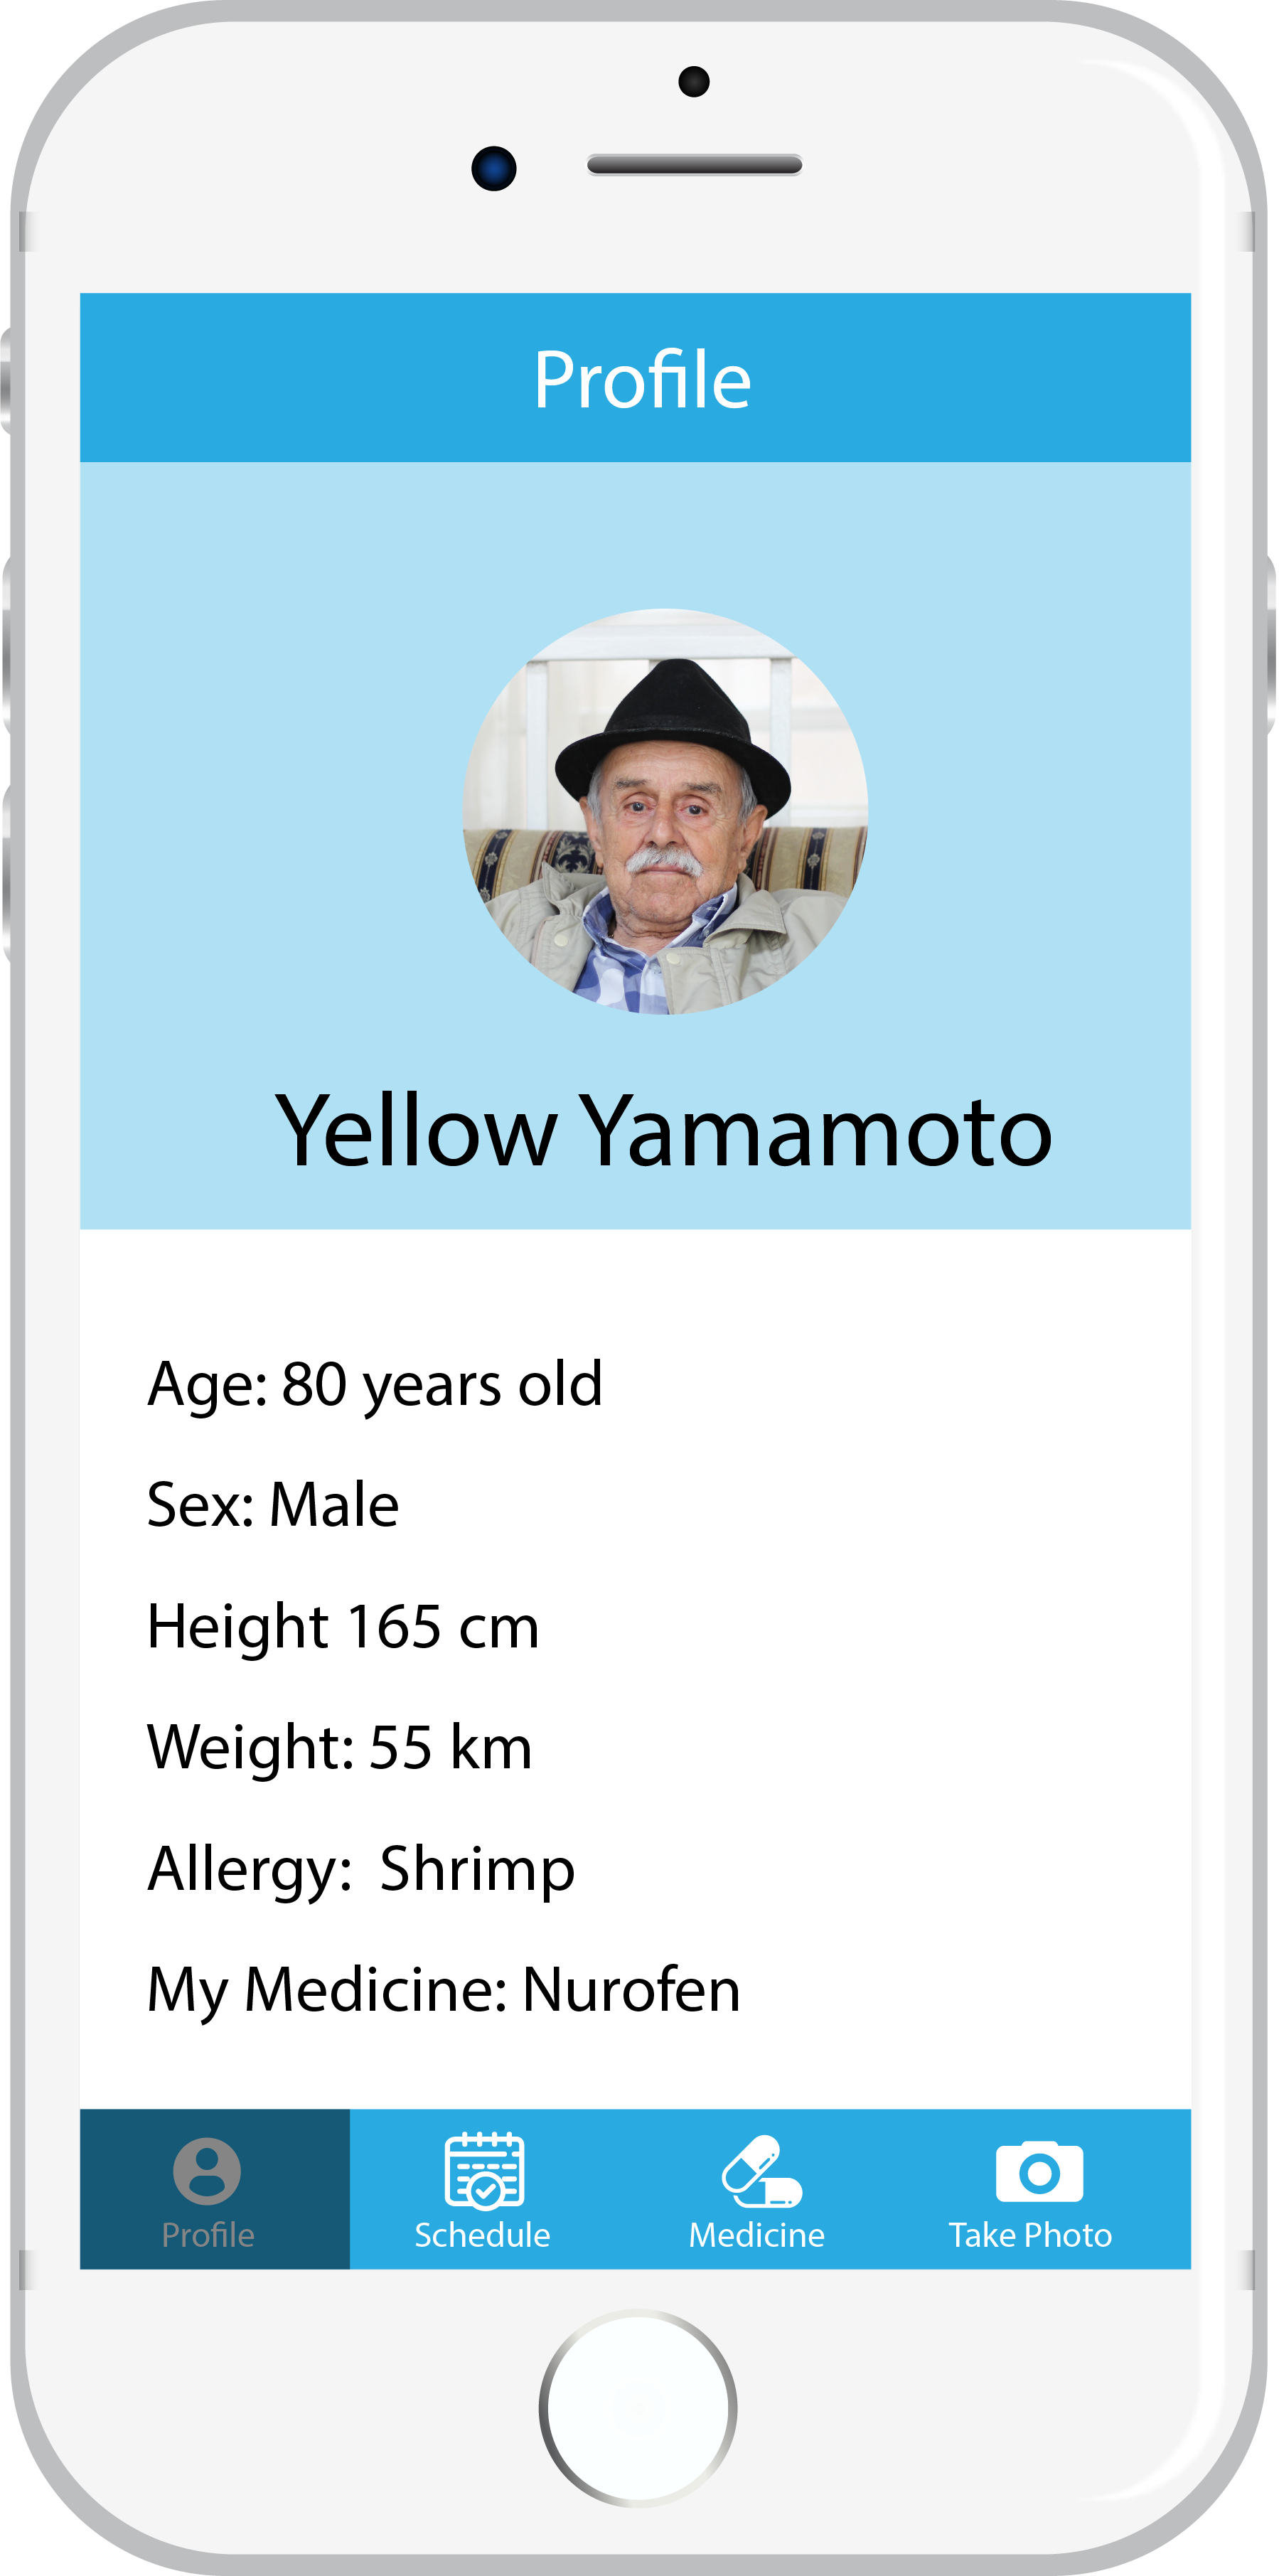 Profile
Yellow Yamamoto
Age: 80 years old
Sex: Male
Height 165 cm
Weight: 55 km
Allergy:  Shrimp
My Medicine: Nurofen
Profile Schedule Medicine Take Photo